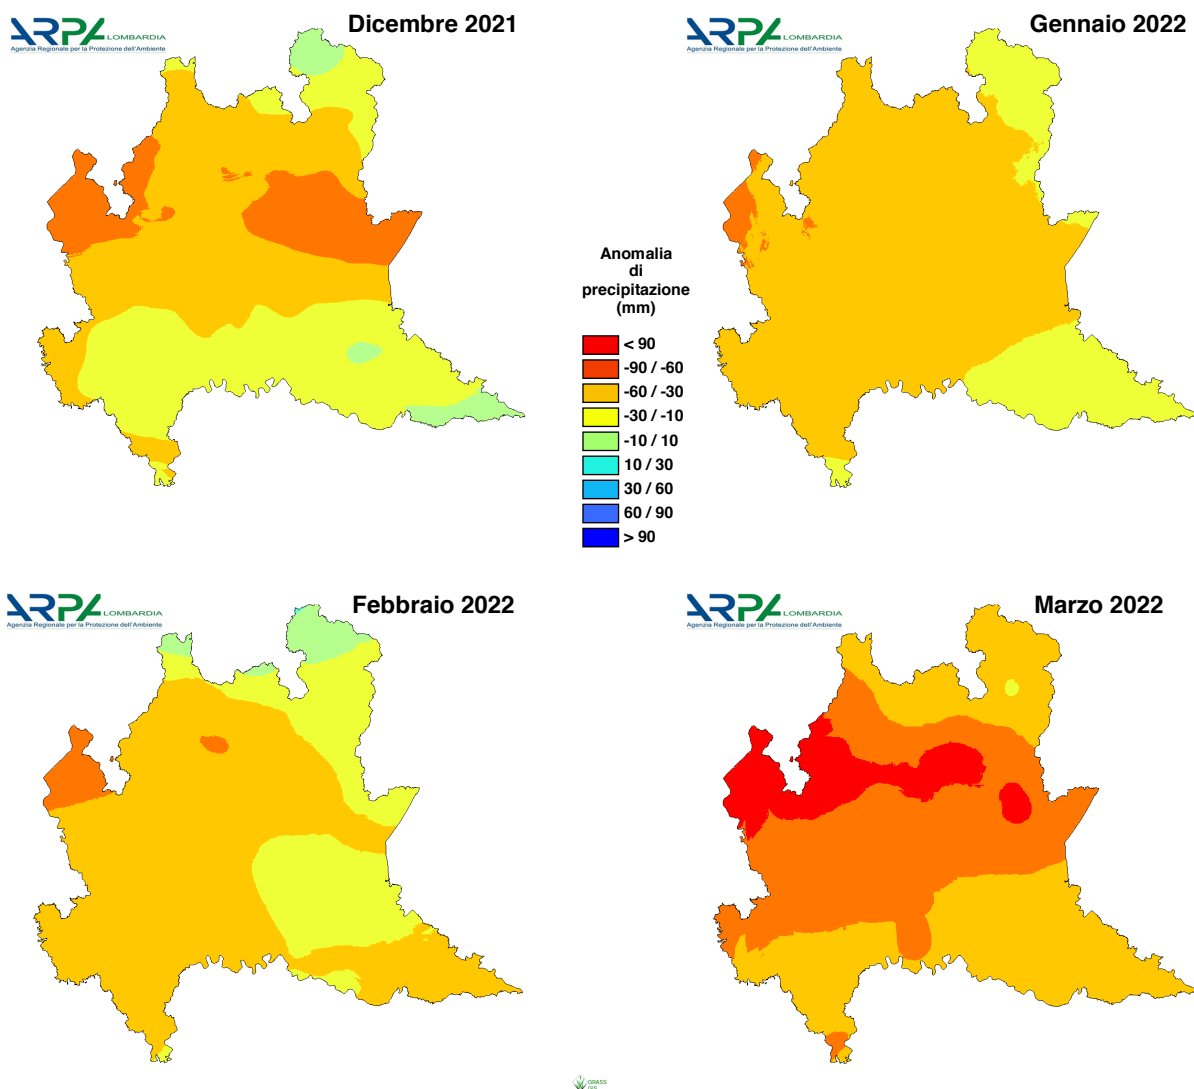 ARPA LOMBARDIA
Agenzia Regionale per la Protezione dell'Ambiente
Dicembre 2021
ARPA LOMBARDIA
Agenzia Regionale per la Protezione dell'Ambiente
Gennaio 2022
Anomalia
di
precipitazione
(mm)
< 90
-90 / -60
-60 / -30
-30 / -10
-10 / 10
10 / 30
30 / 60
60 / 90
> 90
ARPA LOMBARDIA
Agenzia Regionale per la Protezione dell'Ambiente
Febbraio 2022
ARPA LOMBARDIA
Agenzia Regionale per la Protezione dell'Ambiente
Marzo 2022
GRASS
GIS